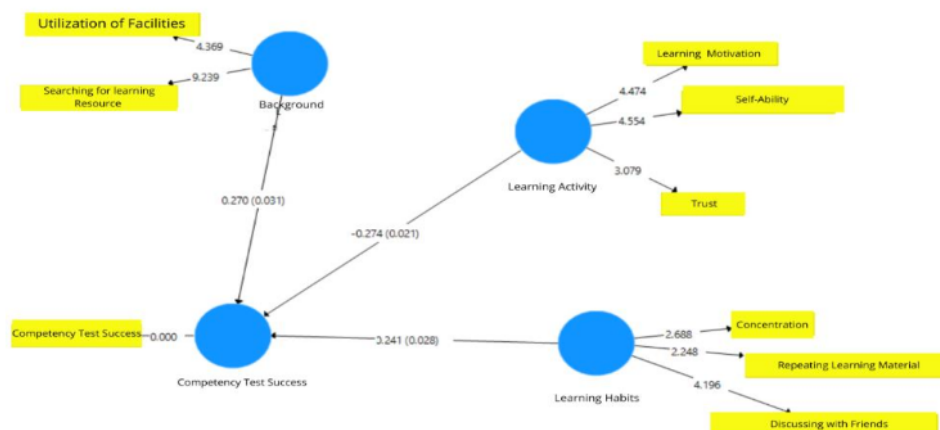 Utilization of Facilities
4.369
9.239
Searching for learning
Resource
Background
Learning Motivation
4.474
Self-Ability
4.554
3.079
Learning Activity
Trust
0.270 (0.031)
-0.274 (0.021)
Competency Test Success
0.000
0.241 (0.028)
Competency Test Success
Concentration
2.688
2.248
Repeating Learning Material
4.196
Learning Habits
Discussing with Friends